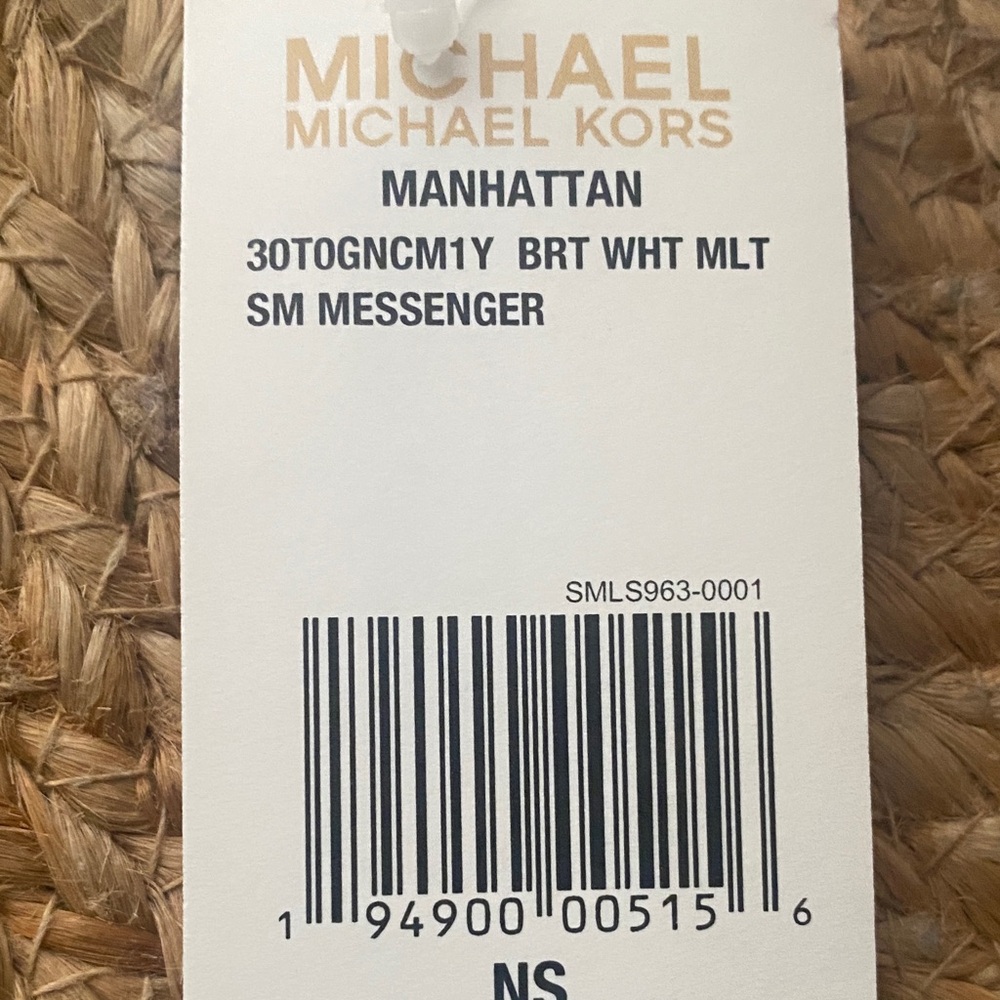 MICHAEL
MICHAEL KORS
MANHATTAN
30T0GNCM1Y BRT WHT MLT
SM MESSENGER
SMLS963-0001
1 94900 00515 6
NS